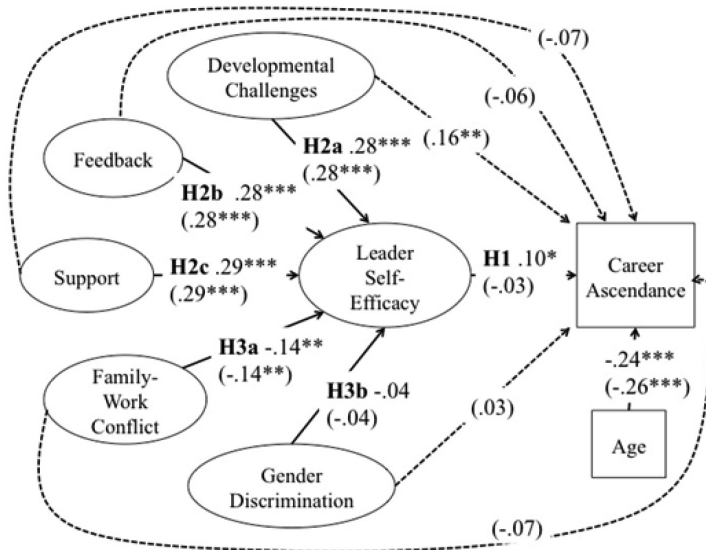 (-.07)
(-.06)
Developmental
Challenges
(.16**)
H2a .28***
(.28***)
Feedback
H2b .28***
(.28***)
Support
H2c .29***
(.29***)
Leader
Self-
Efficacy
H1 .10*
(-.03)
Career
Ascendance
H3a -.14**
(-.14**)
Family-
Work
Conflict
H3b -.04
(-.04)
(.03)
-.24***
(-.26***)
Age
Gender
Discrimination
(-.07)